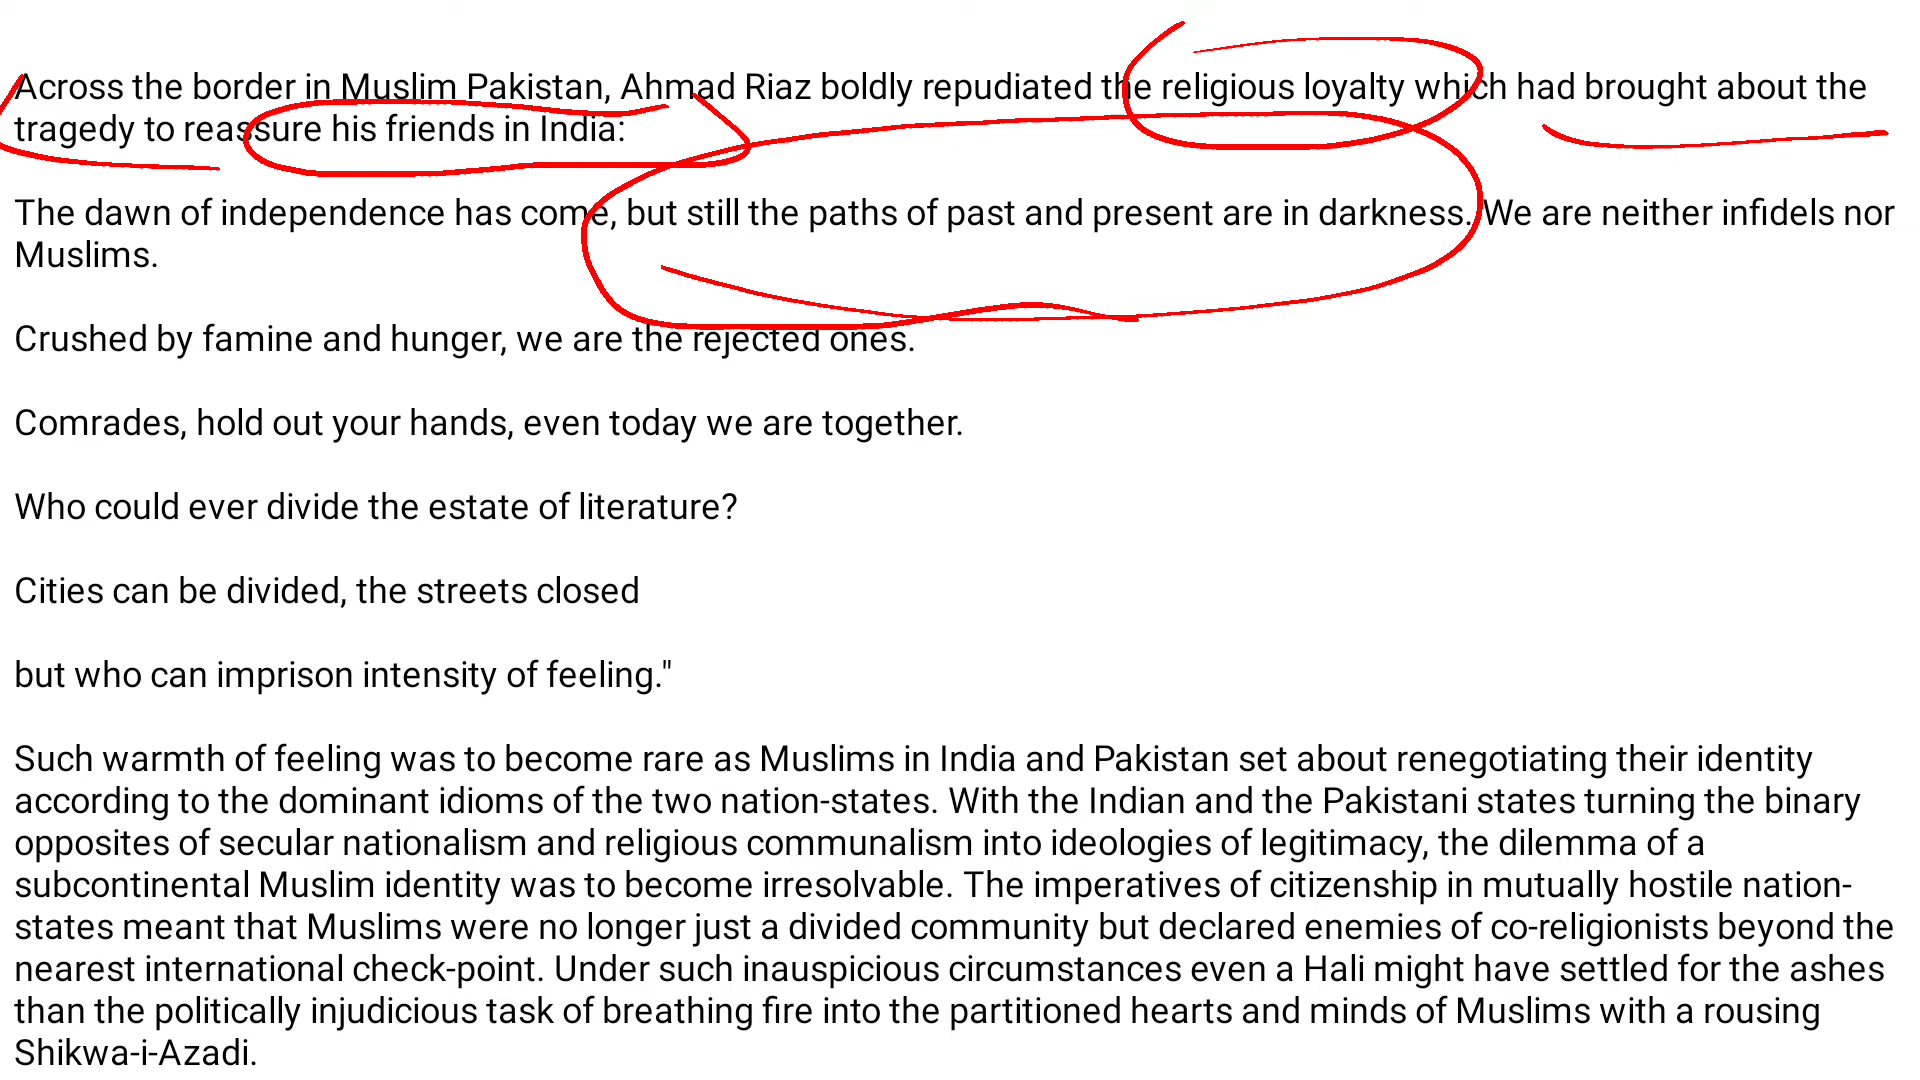 Across the border in Muslim Pakistan, Ahmad Riaz boldly repudiated the religious loyalty which had brought about the
tragedy to reassure his friends in India:
The dawn of independence has come, but still the paths of past and present are in darkness. We are neither infidels nor
Muslims.
Crushed by famine and hunger, we are the rejected ones.
Comrades, hold out your hands, even today we are together.
Who could ever divide the estate of literature?
Cities can be divided, the streets closed
but who can imprison intensity of feeling."
Such warmth of feeling was to become rare as Muslims in India and Pakistan set about renegotiating their identity
according to the dominant idioms of the two nation-states. With the Indian and the Pakistani states turning the binary
opposites of secular nationalism and religious communalism into ideologies of legitimacy, the dilemma of a
subcontinental Muslim identity was to become irresolvable. The imperatives of citizenship in mutually hostile nation-
states meant that Muslims were no longer just a divided community but declared enemies of co-religionists beyond the
nearest international check-point. Under such inauspicious circumstances even a Hali might have settled for the ashes
than the politically injudicious task of breathing fire into the partitioned hearts and minds of Muslims with a rousing
Shikwa-i-Azadi.